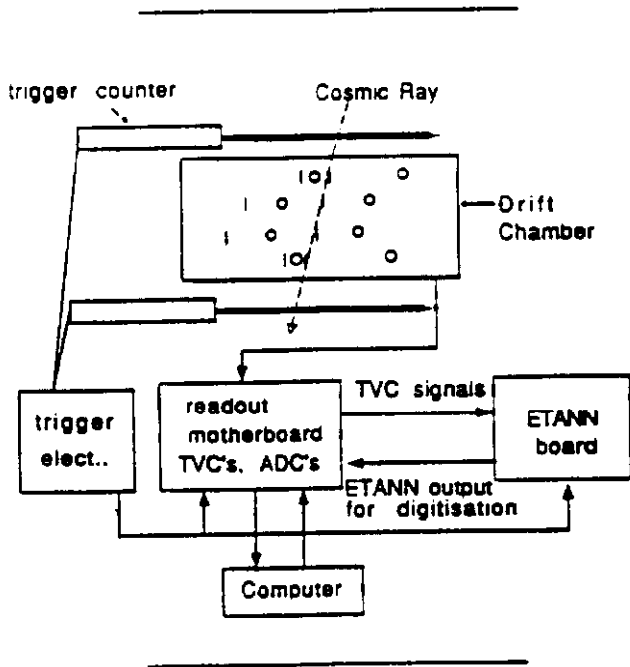 trigger counter
Cosmic Ray
Drift
Chamber
trigger
elect..
readout
motherboard
TVC's, ADC's
TVC signals
ETANN
board
ETANN output
for digitisation
Computer